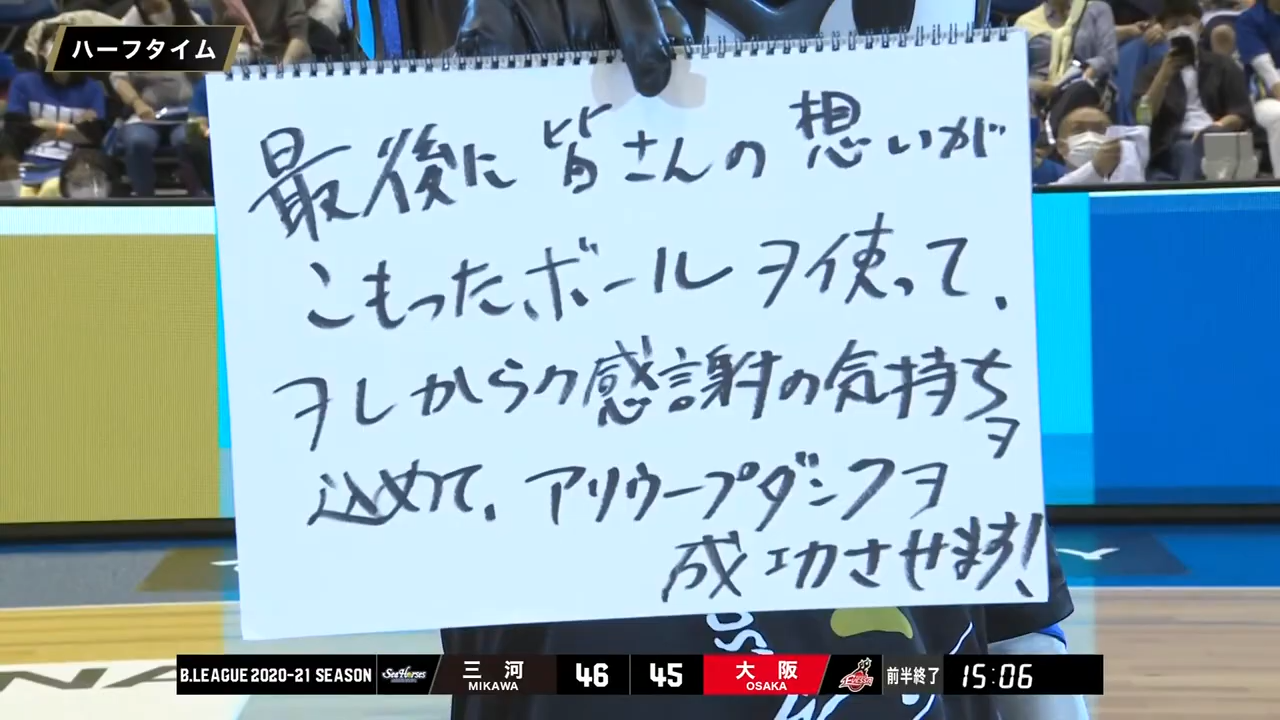 ハーフタイム
最後に皆さんの想いが
こもったボールヲ使って、
ヲレからク感謝の気持ちヲ
込めて、アリウープダンクヲ
成功させます!
B.LEAGUE 2020-21 SEASON
SeaHorses
三河
MIKAWA
46
45
大阪
OSAKA
EVESSA
前半終了
15:06